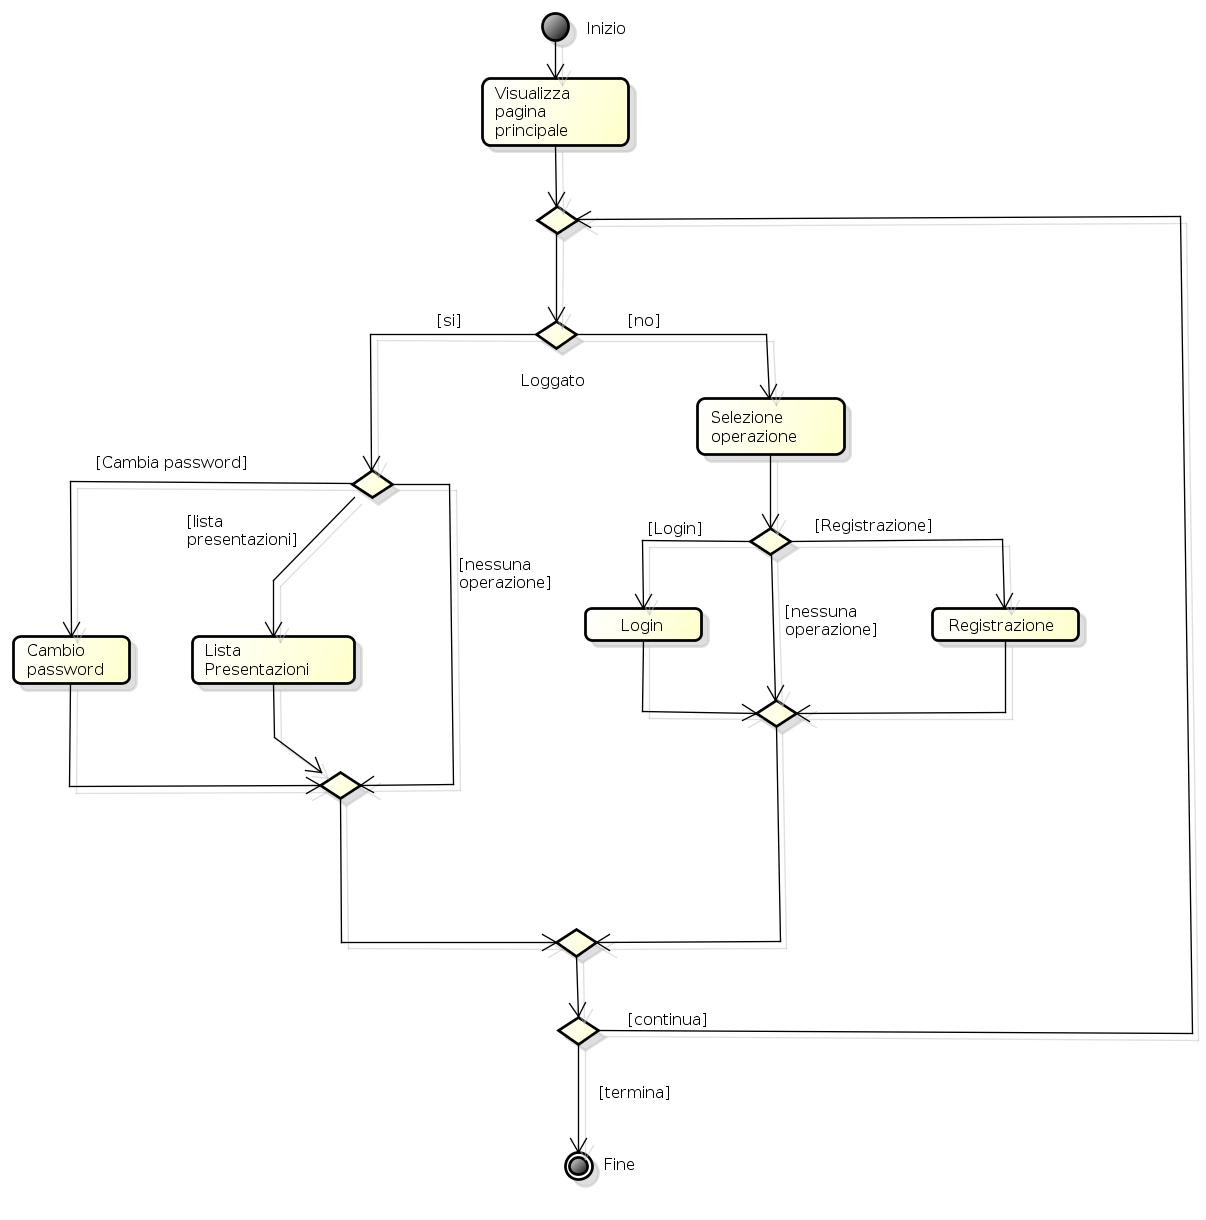 Inizio
Visualizza
pagina
principale
[si]
[no]
Loggato
Selezione
operazione
[Cambia password]
[lista
presentazioni]
[nessuna
operazione]
[Login]
[Registrazione]
[nessuna
operazione]
Login
Registrazione
Cambio
password
Lista
Presentazioni
[continua]
[termina]
Fine